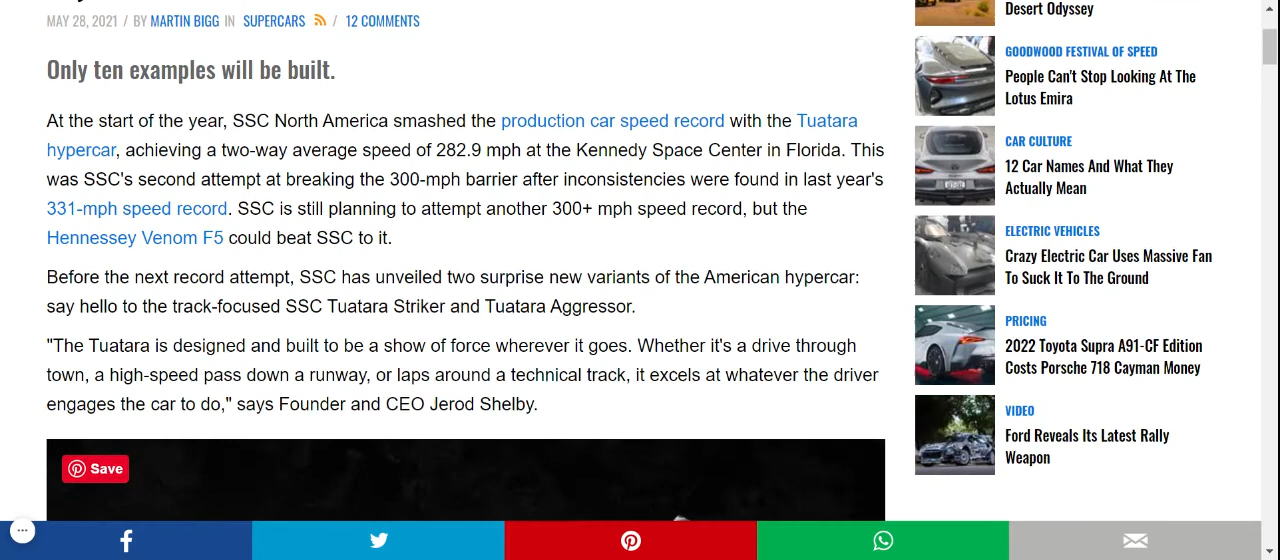 MAY 28, 2021 / BY MARTIN BIGG IN SUPERCARS / 12 COMMENTS
Only ten examples will be built.
At the start of the year, SSC North America smashed the production car speed record with the Tuatara
hypercar, achieving a two-way average speed of 282.9 mph at the Kennedy Space Center in Florida. This
was SSC's second attempt at breaking the 300-mph barrier after inconsistencies were found in last year's
331-mph speed record. SSC is still planning to attempt another 300+ mph speed record, but the
Hennessey Venom F5 could beat SSC to it.
Before the next record attempt, SSC has unveiled two surprise new variants of the American hypercar:
say hello to the track-focused SSC Tuatara Striker and Tuatara Aggressor.
"The Tuatara is designed and built to be a show of force wherever it goes. Whether it's a drive through
town, a high-speed pass down a runway, or laps around a technical track, it excels at whatever the driver
engages the car to do," says Founder and CEO Jerod Shelby.
Save
Desert Odyssey
GOODWOOD FESTIVAL OF SPEED
People Can't Stop Looking At The
Lotus Emira
CAR CULTURE
12 Car Names And What They
Actually Mean
ELECTRIC VEHICLES
Crazy Electric Car Uses Massive Fan
To Suck It To The Ground
PRICING
2022 Toyota Supra A91-CF Edition
Costs Porsche 718 Cayman Money
VIDEO
Ford Reveals Its Latest Rally
Weapon